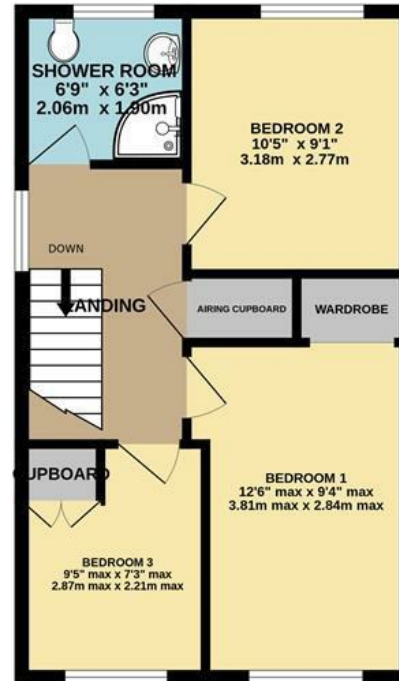 SHOWER ROOM
6'9" x 6'3"
2.06m x 1.90m
BEDROOM 2
10'5" x 9'1"
3.18m x 2.77m
DOWN
LANDING
AIRING CUPBOARD
WARDROBE
CUPBOARD
BEDROOM 1
12'6" max x 9'4" max
3.81m max x 2.84m max
BEDROOM 3
9'5" max x 7'3" max
2.87m max x 2.21m max